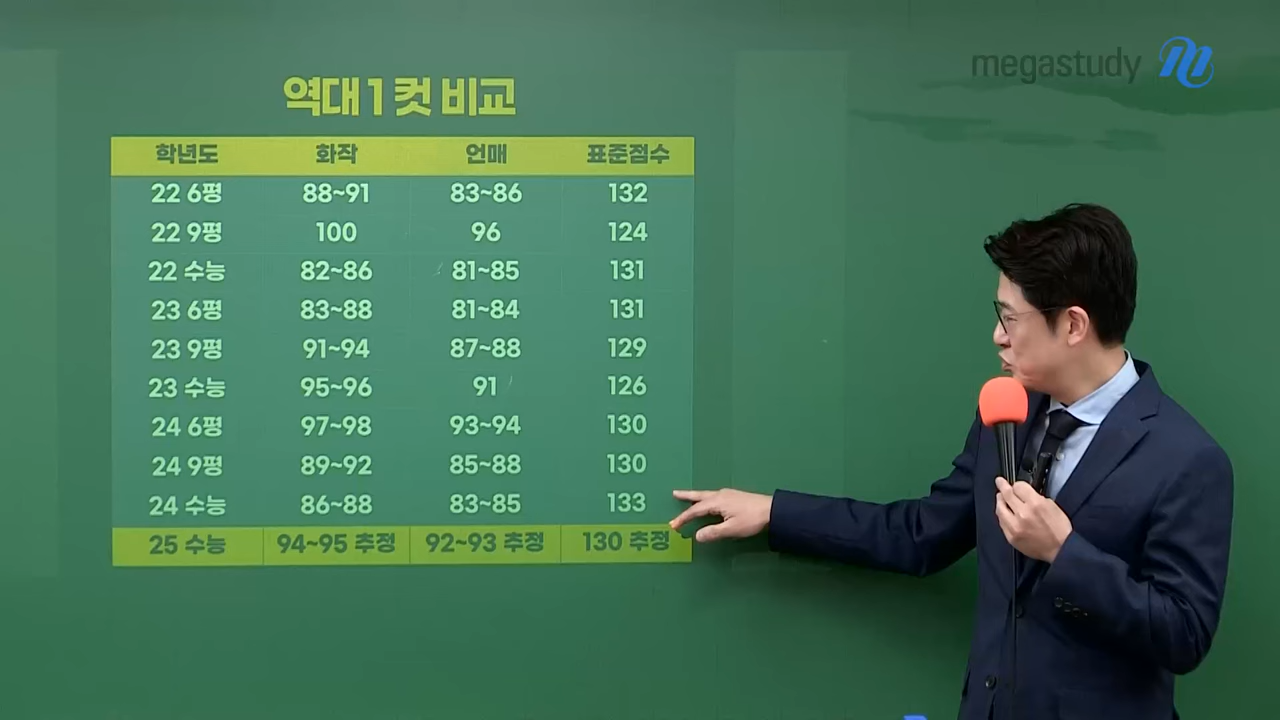 megastudy
역대 1컷 비교
학년도 화작 언매 표준점수
22 6평 88~91 83~86 132
22 9평 100 96 124
22 수능 82~86 81~85 131
23 6평 83~88 81~84 131
23 9평 91~94 87~88 129
23 수능 95~96 91 126
24 6평 97~98 93~94 130
24 9평 89~92 85~88 130
24 수능 86~88 83~85 133
25 수능 94~95 추정 92~93 추정 130 추정